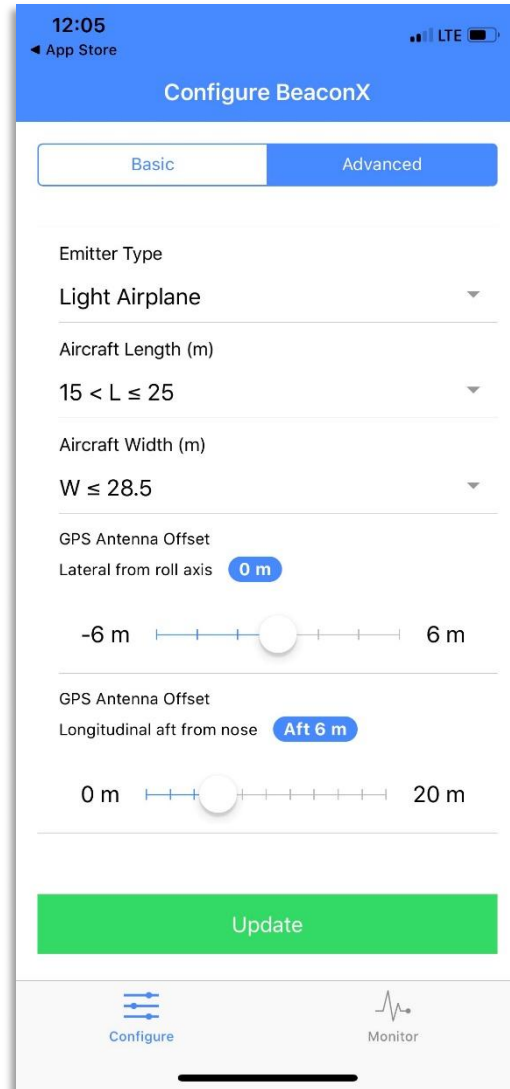 12:05
LTE
App Store
Configure BeaconX
Basic Advanced
Emitter Type
Light Airplane
Aircraft Length (m)
15 < L ≤ 25
Aircraft Width (m)
W ≤ 28.5
GPS Antenna Offset
Lateral from roll axis 0 m
-6 m 6 m
GPS Antenna Offset
Longitudinal aft from nose Aft 6 m
0 m 20 m
Update
Configure Monitor